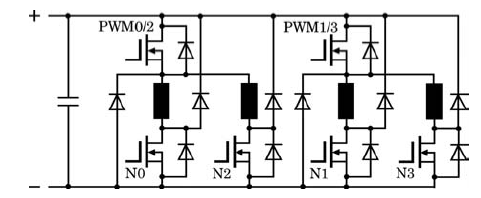 +
PWM0/2 PWM1/3
N0 N2 N1 N3
−